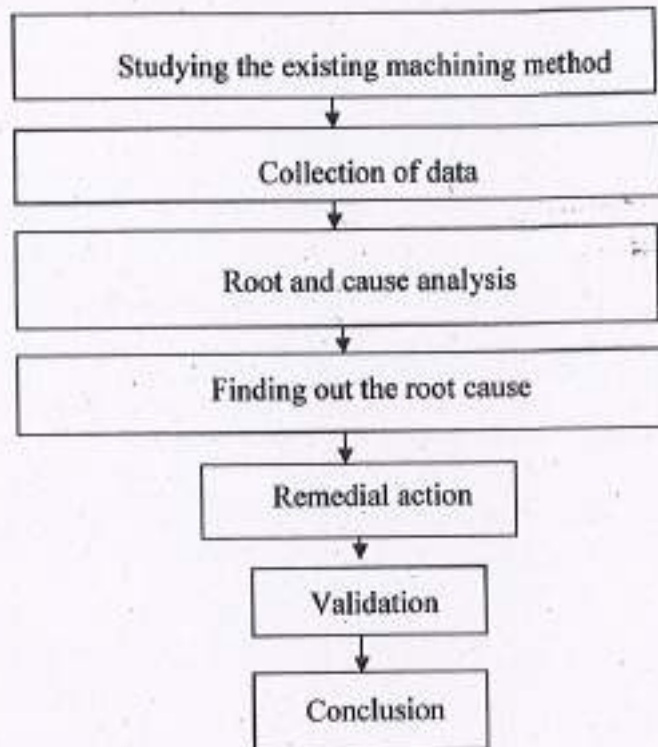 Studying the existing machining method
Collection of data
Root and cause analysis
Finding out the root cause
Remedial action
Validation
Conclusion